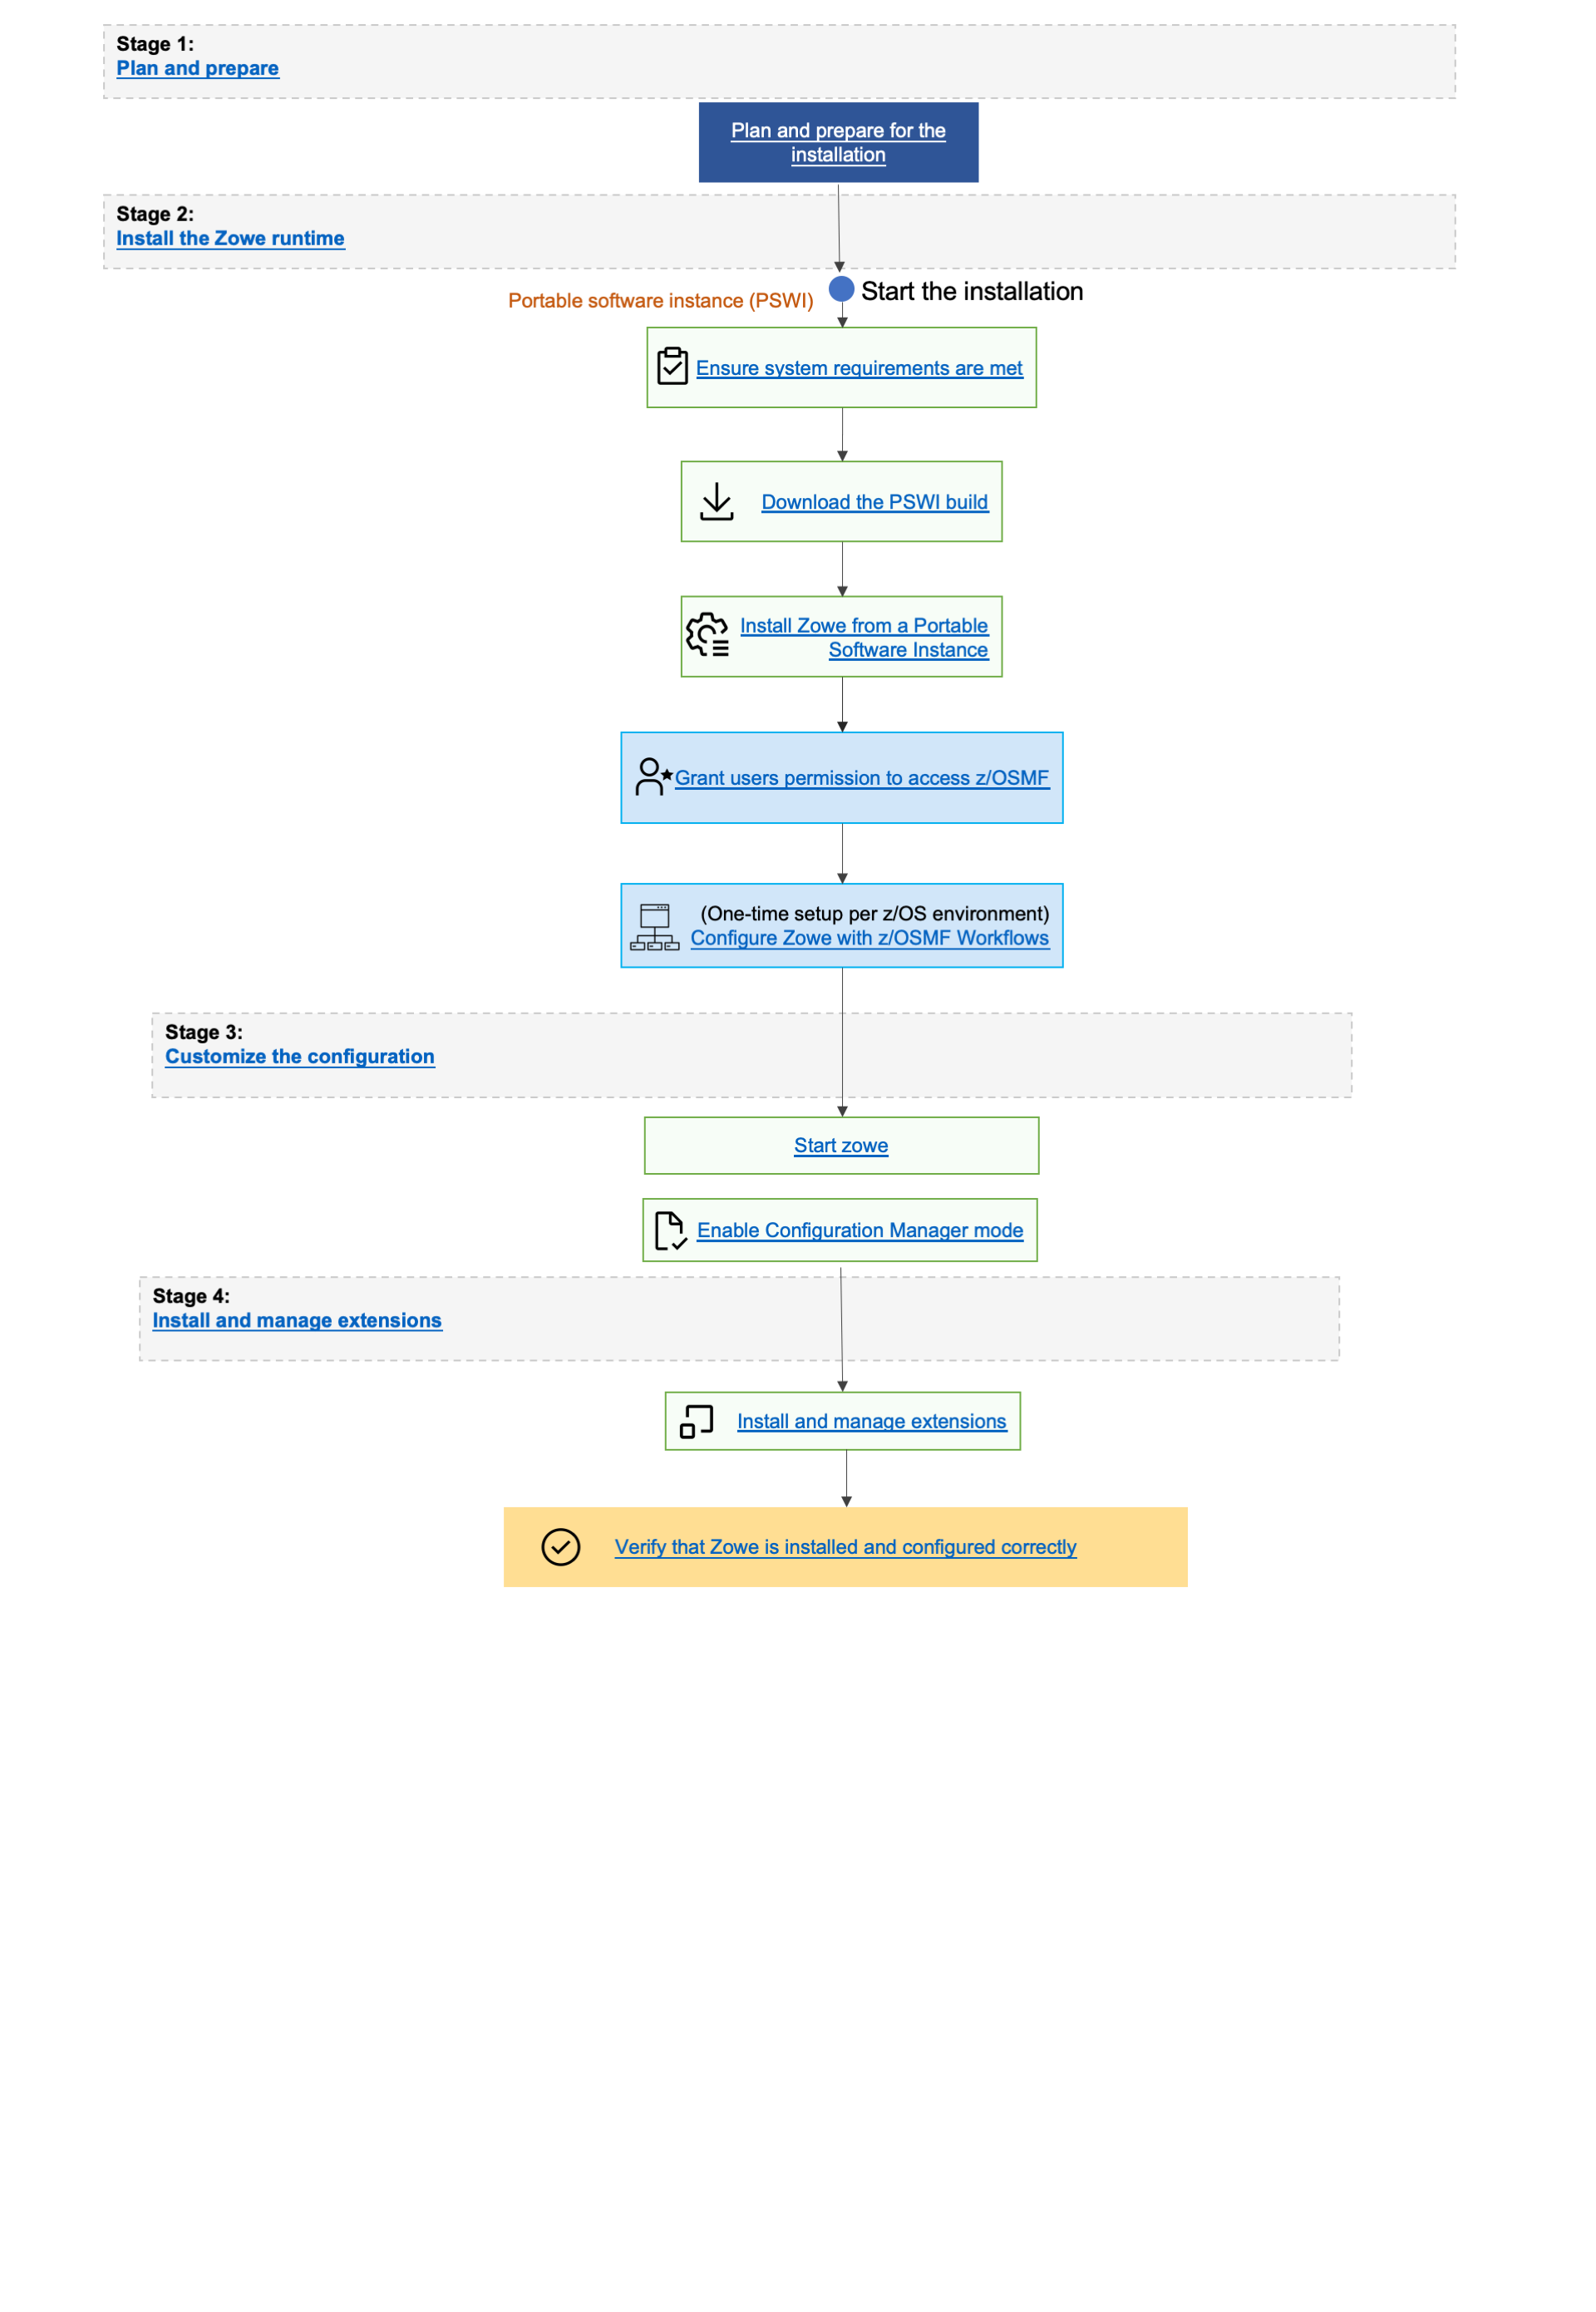 Stage 1:
Plan and prepare
Plan and prepare for the
installation
Stage 2:
Install the Zowe runtime
Start the installation
Portable software instance (PSWI)
Ensure system requirements are met
Download the PSWI build
Install Zowe from a Portable
Software Instance
Grant users permission to access z/OSMF
(One-time setup per z/OS environment)
Configure Zowe with z/OSMF Workflows
Stage 3:
Customize the configuration
Start zowe
Enable Configuration Manager mode
Stage 4:
Install and manage extensions
Install and manage extensions
Verify that Zowe is installed and configured correctly